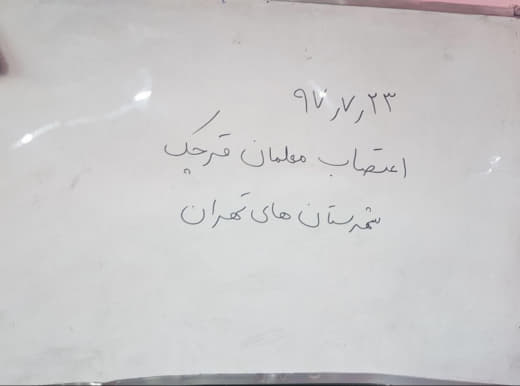 ۹۷٫۷٫۲۳
اعتصاب معلمان قرچک
شهرستان های تهران